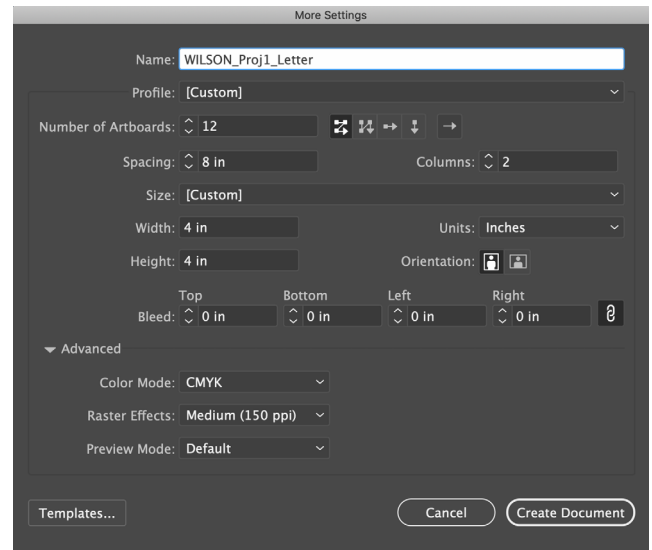 More Settings
Name: WILSON_Proj1_Letter
Profile: [Custom]
Number of Artboards: 12
Spacing: 8 in Columns: 2
Size: [Custom]
Width: 4 in Units: Inches
Height: 4 in Orientation:
Top Bottom Left Right
Bleed: 0 in 0 in 0 in 0 in
Advanced
Color Mode: CMYK
Raster Effects: Medium (150 ppi)
Preview Mode: Default
Templates... Cancel Create Document